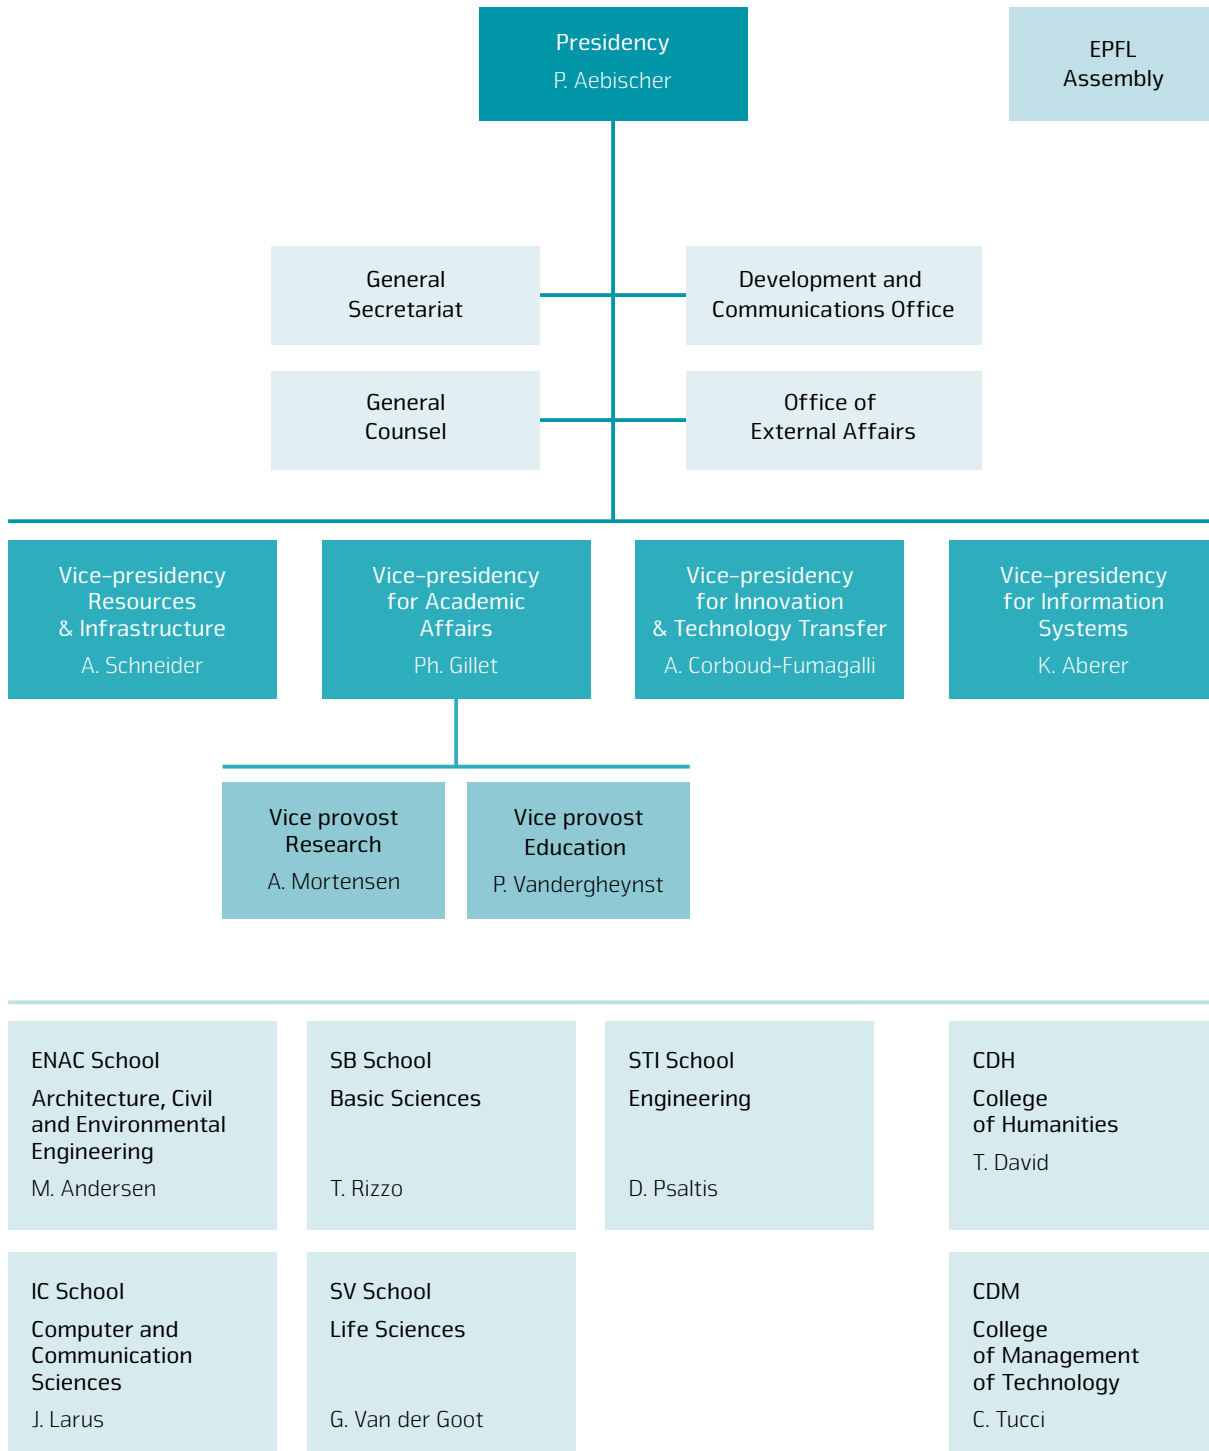 Presidency
P. Aebischer
EPFL
Assembly
General
Secretariat
Development and
Communications Office
General
Counsel
Office of
External Affairs
Vice-presidency
Resources
& Infrastructure
A. Schneider
Vice-presidency
for Academic
Affairs
Ph. Gillet
Vice-presidency
for Innovation
& Technology Transfer
A. Corboud-Fumagalli
Vice-presidency
for Information
Systems
K. Aberer
Vice provost
Research
A. Mortensen
Vice provost
Education
P. Vandergheynst
ENAC School
Architecture, Civil
and Environmental
Engineering
M. Andersen
SB School
Basic Sciences
T. Rizzo
STI School
Engineering
D. Psaltis
CDH
College
of Humanities
T. David
IC School
Computer and
Communication
Sciences
J. Larus
SV School
Life Sciences
G. Van der Goot
CDM
College
of Management
of Technology
C. Tucci